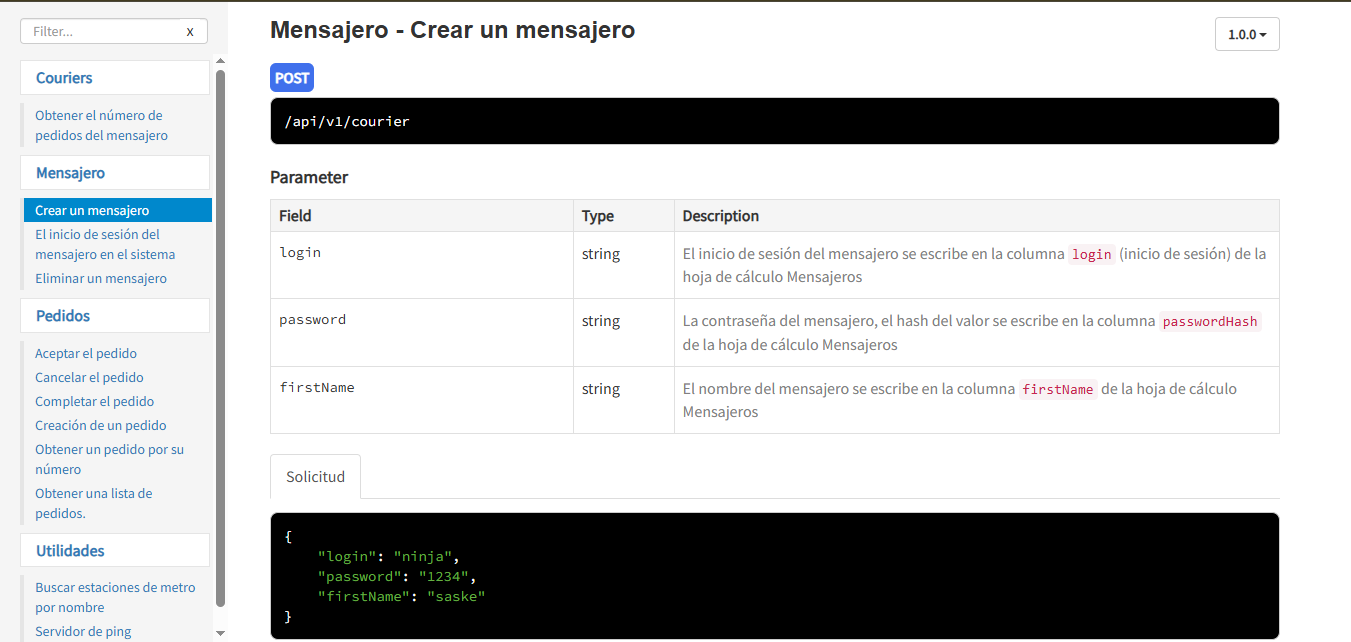 Filter...
x
Couriers
Obtener el número de
pedidos del mensajero
Mensajero
Crear un mensajero
El inicio de sesión del
mensajero en el sistema
Eliminar un mensajero
Pedidos
Aceptar el pedido
Cancelar el pedido
Completar el pedido
Creación de un pedido
Obtener un pedido por su
número
Obtener una lista de
pedidos.
Utilidades
Buscar estaciones de metro
por nombre
Servidor de ping
Mensajero - Crear un mensajero
1.0.0
POST
/api/v1/courier
Parameter
Field Type Description
login string El inicio de sesión del mensajero se escribe en la columna login (inicio de sesión) de la
hoja de cálculo Mensajeros
password string La contraseña del mensajero, el hash del valor se escribe en la columna passwordHash
de la hoja de cálculo Mensajeros
firstName string El nombre del mensajero se escribe en la columna firstName de la hoja de cálculo
Mensajeros
Solicitud
{
"login": "ninja",
"password": "1234",
"firstName": "saske"
}